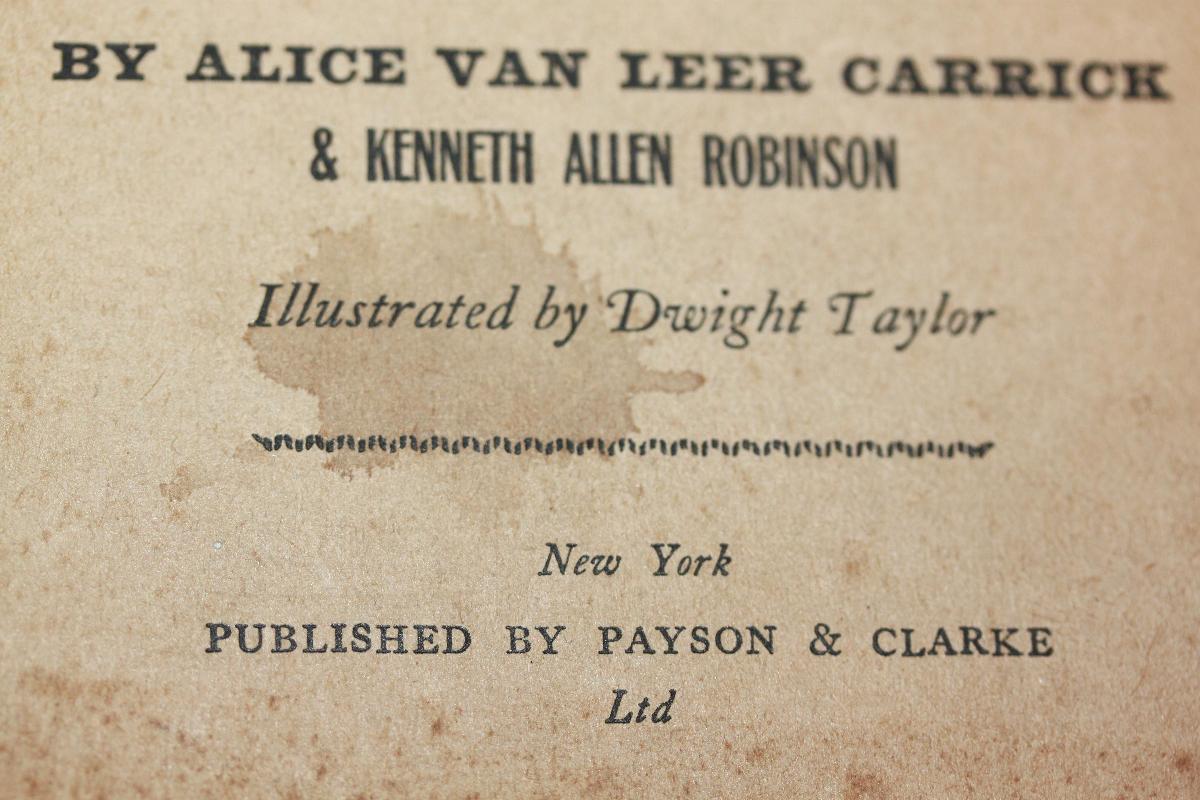 BY ALICE VAN LEER CARRICK
& KENNETH ALLEN ROBINSON
Illustrated by Dwight Taylor
New York
PUBLISHED BY PAYSON & CLARKE
Ltd